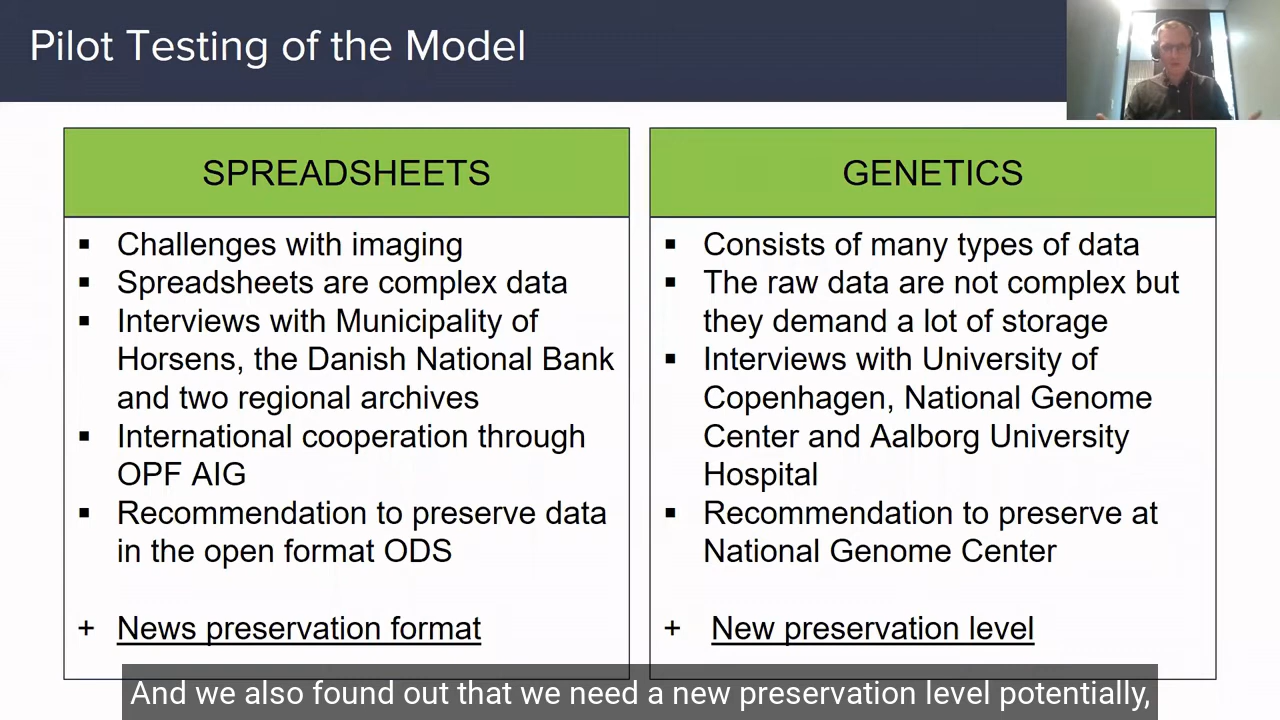 Pilot Testing of the Model
SPREADSHEETS
▪ Challenges with imaging
▪ Spreadsheets are complex data
▪ Interviews with Municipality of
Horsens, the Danish National Bank
and two regional archives
▪ International cooperation through
OPF AIG
▪ Recommendation to preserve data
in the open format ODS
+ News preservation format
GENETICS
▪ Consists of many types of data
▪ The raw data are not complex but
they demand a lot of storage
▪ Interviews with University of
Copenhagen, National Genome
Center and Aalborg University
Hospital
▪ Recommendation to preserve at
National Genome Center
+ New preservation level
And we also found out that we need a new preservation level potentially,